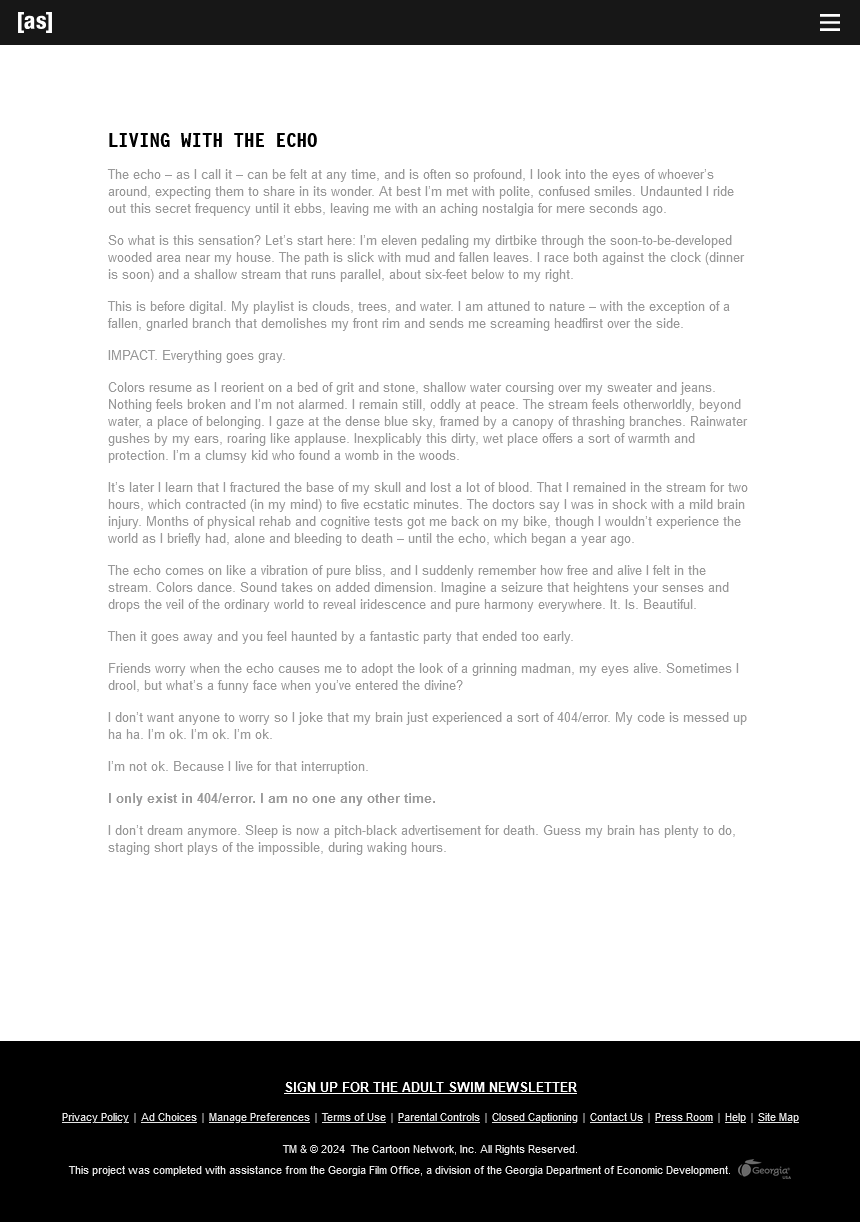 [as]
LIVING WITH THE ECHO
The echo – as I call it – can be felt at any time, and is often so profound, I look into the eyes of whoever's
around, expecting them to share in its wonder. At best I'm met with polite, confused smiles. Undaunted I ride
out this secret frequency until it ebbs, leaving me with an aching nostalgia for mere seconds ago.
So what is this sensation? Let's start here: I'm eleven pedaling my dirtbike through the soon-to-be-developed
wooded area near my house. The path is slick with mud and fallen leaves. I race both against the clock (dinner
is soon) and a shallow stream that runs parallel, about six-feet below to my right.
This is before digital. My playlist is clouds, trees, and water. I am attuned to nature – with the exception of a
fallen, gnarled branch that demolishes my front rim and sends me screaming headfirst over the side.
IMPACT. Everything goes gray.
Colors resume as I reorient on a bed of grit and stone, shallow water coursing over my sweater and jeans.
Nothing feels broken and I'm not alarmed. I remain still, oddly at peace. The stream feels otherworldly, beyond
water, a place of belonging. I gaze at the dense blue sky, framed by a canopy of thrashing branches. Rainwater
gushes by my ears, roaring like applause. Inexplicably this dirty, wet place offers a sort of warmth and
protection. I'm a clumsy kid who found a womb in the woods.
It's later I learn that I fractured the base of my skull and lost a lot of blood. That I remained in the stream for two
hours, which contracted (in my mind) to five ecstatic minutes. The doctors say I was in shock with a mild brain
injury. Months of physical rehab and cognitive tests got me back on my bike, though I wouldn't experience the
world as I briefly had, alone and bleeding to death – until the echo, which began a year ago.
The echo comes on like a vibration of pure bliss, and I suddenly remember how free and alive I felt in the
stream. Colors dance. Sound takes on added dimension. Imagine a seizure that heightens your senses and
drops the veil of the ordinary world to reveal iridescence and pure harmony everywhere. It. Is. Beautiful.
Then it goes away and you feel haunted by a fantastic party that ended too early.
Friends worry when the echo causes me to adopt the look of a grinning madman, my eyes alive. Sometimes I
drool, but what's a funny face when you've entered the divine?
I don't want anyone to worry so I joke that my brain just experienced a sort of 404/error. My code is messed up
ha ha. I'm ok. I'm ok. I'm ok.
I'm not ok. Because I live for that interruption.
I only exist in 404/error. I am no one any other time.
I don't dream anymore. Sleep is now a pitch-black advertisement for death. Guess my brain has plenty to do,
staging short plays of the impossible, during waking hours.
SIGN UP FOR THE ADULT SWIM NEWSLETTER
Privacy Policy | Ad Choices | Manage Preferences | Terms of Use | Parental Controls | Closed Captioning | Contact Us | Press Room | Help | Site Map
TM & © 2024 The Cartoon Network, Inc. All Rights Reserved.
This project was completed with assistance from the Georgia Film Office, a division of the Georgia Department of Economic Development. Georgia USA